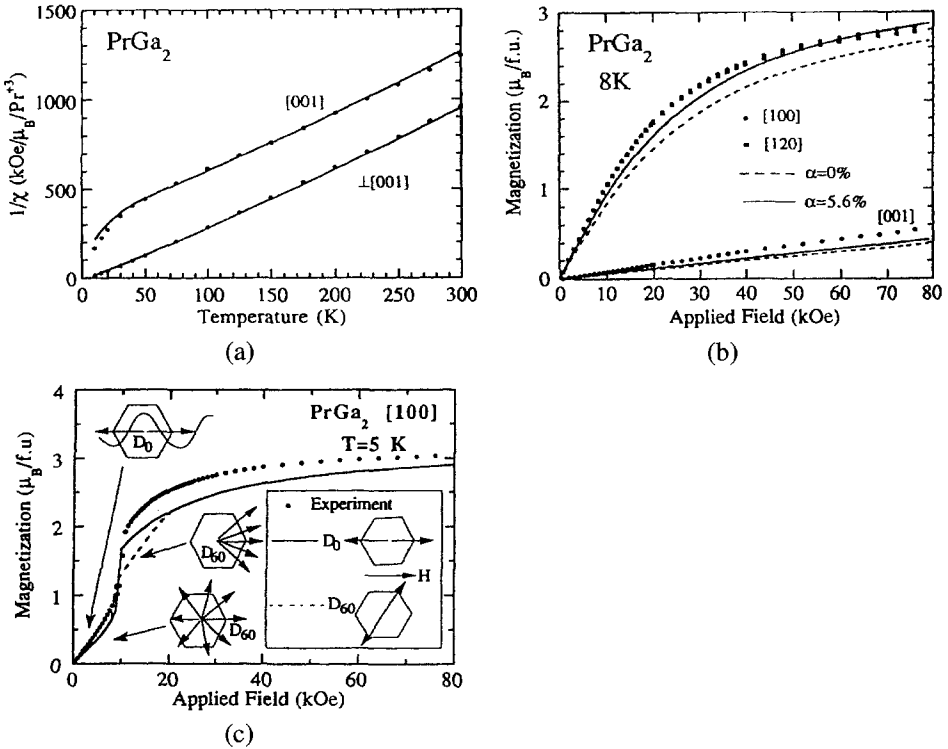 1500
1000
500
0
1/χ (kOe/μ_B/Pr⁺³)
PrGa₂
[001]
⊥[001]
0 50 100 150 200 250 300
Temperature (K)
(a)
3
2
1
0
Magnetization (μ_B/f.u.)
PrGa₂
8K
[100]
[120]
α=0%
α=5.6%
[001]
0 10 20 30 40 50 60 70 80
Applied Field (kOe)
(b)
4
3
2
1
0
Magnetization (μ_B/f.u)
PrGa₂ [100]
T=5 K
D₀
D₆₀
D₆₀
Experiment
D₀
H
D₆₀
0 20 40 60 80
Applied Field (kOe)
(c)